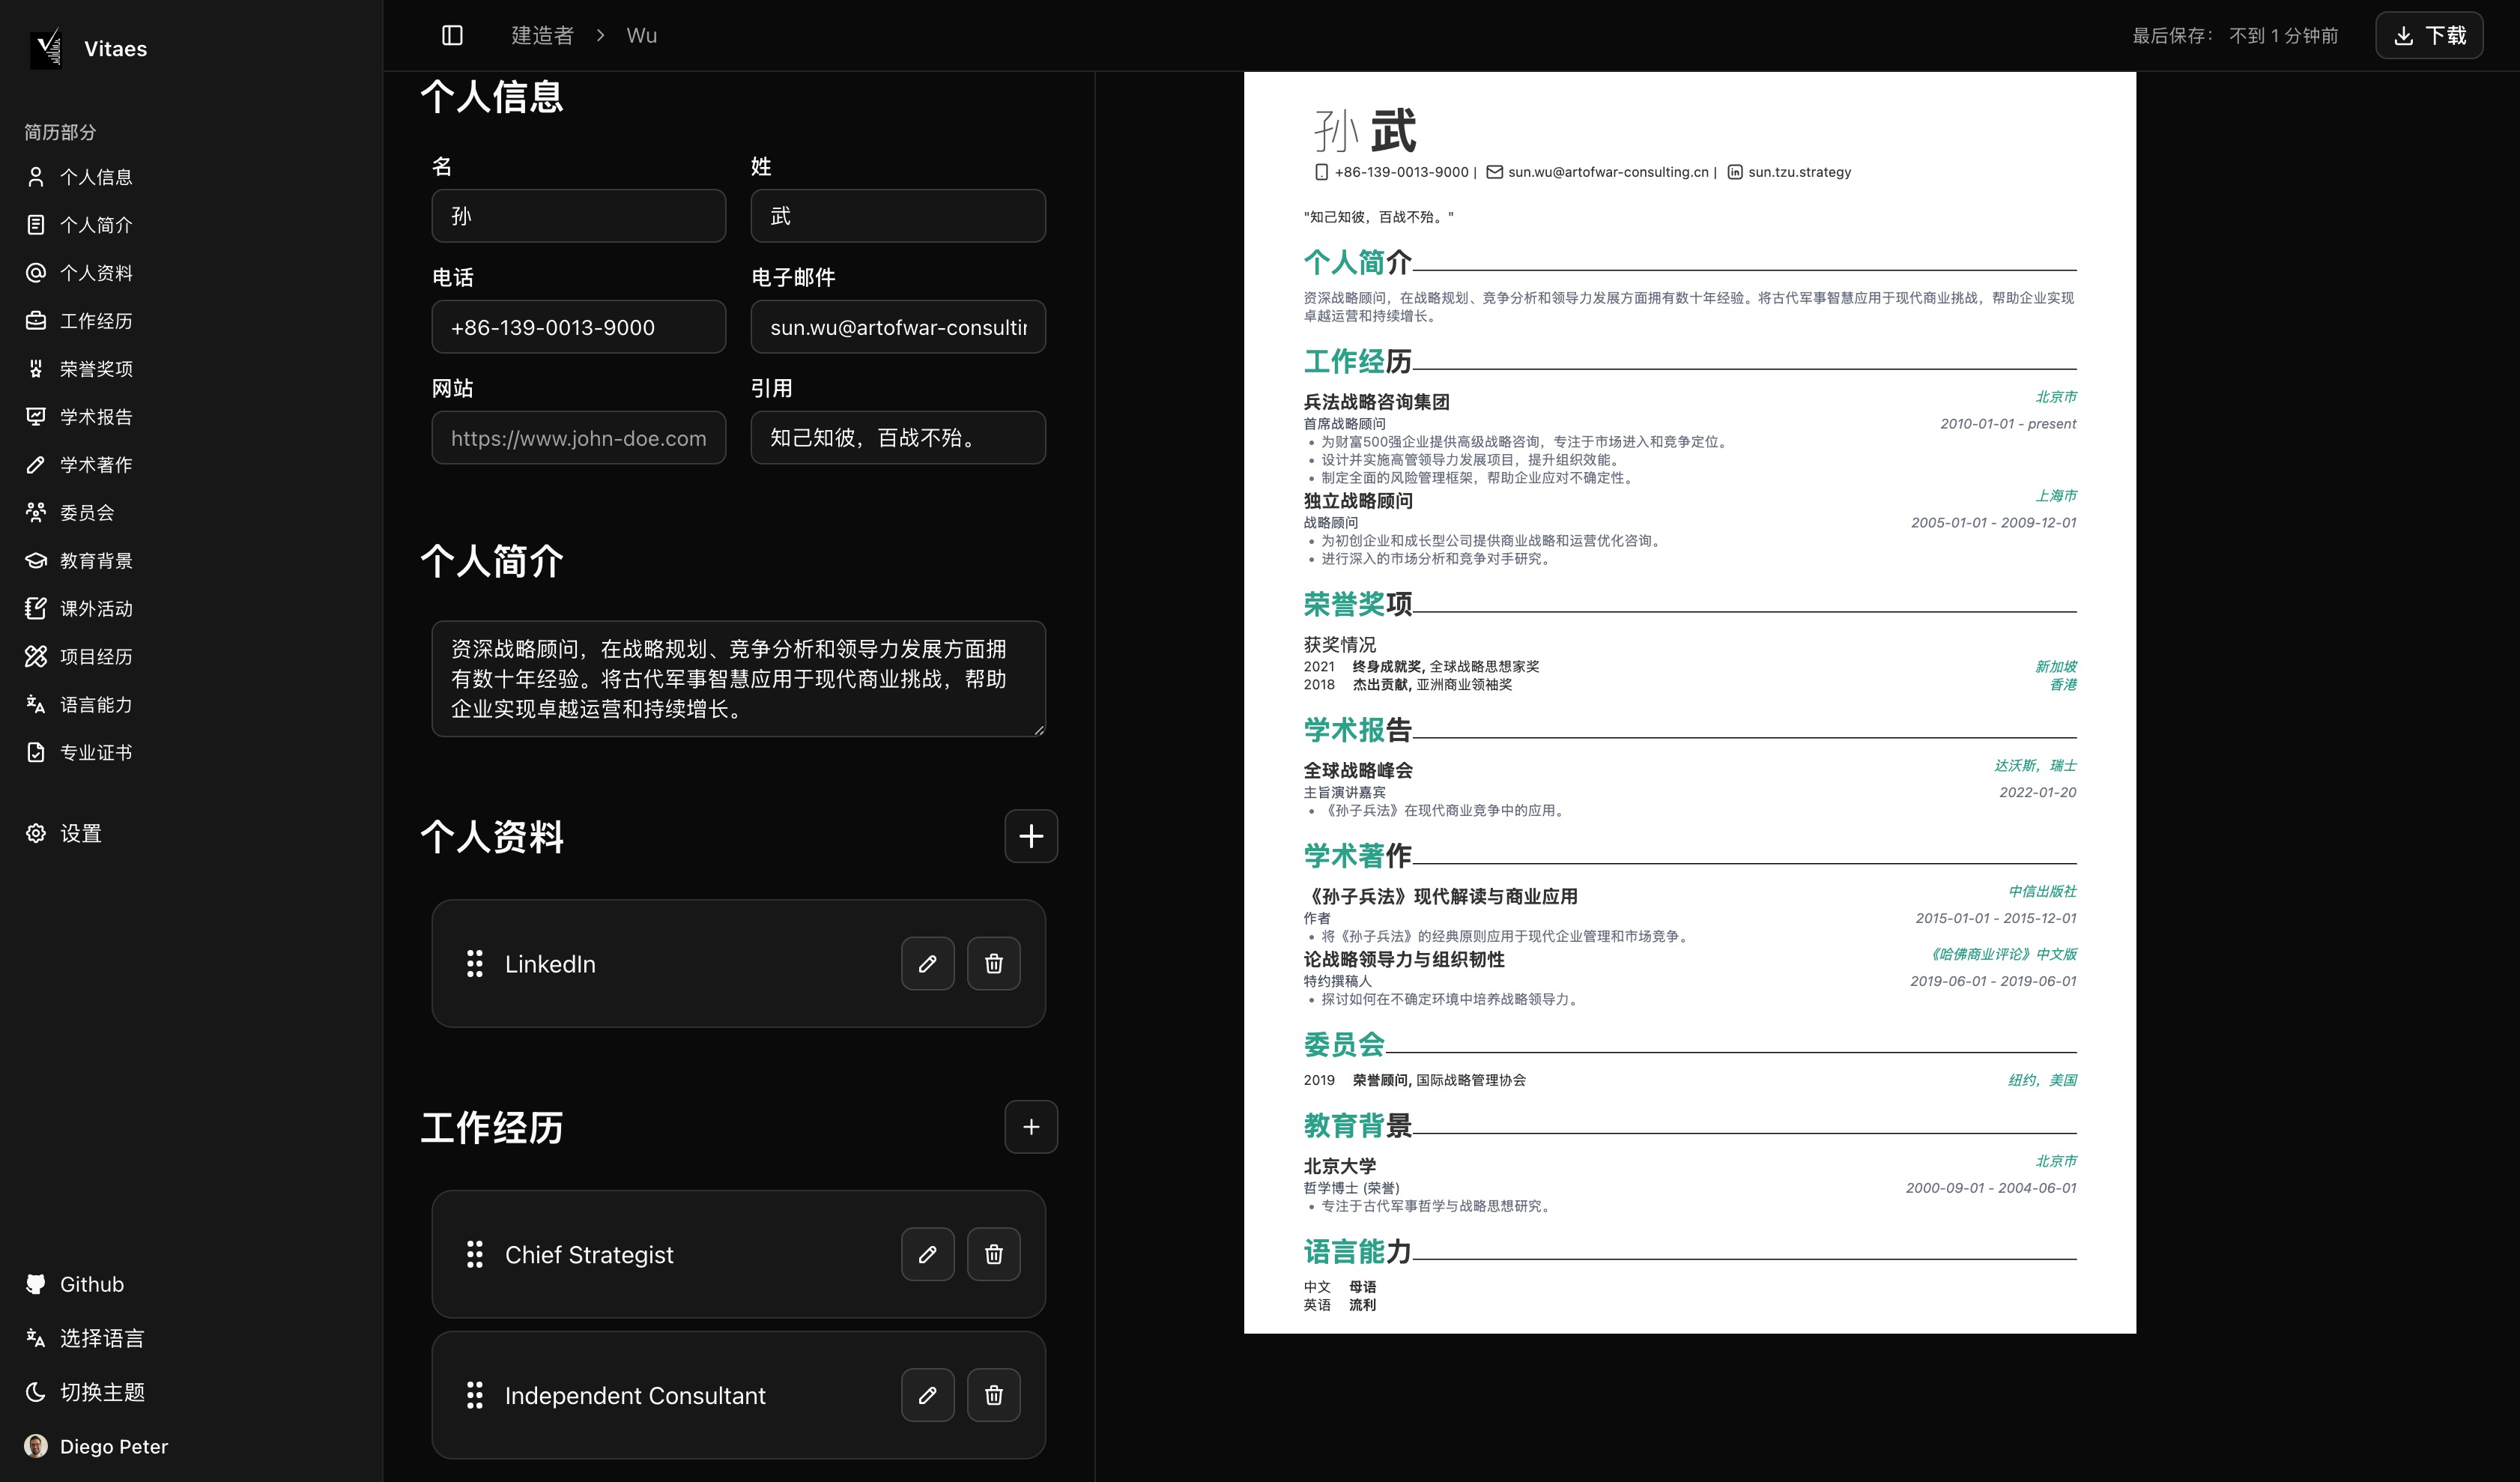 Vitaes
简历部分
个人信息
个人简介
个人资料
工作经历
荣誉奖项
学术报告
学术著作
委员会
教育背景
课外活动
项目经历
语言能力
专业证书
设置
Github
选择语言
切换主题
Diego Peter
建造者 > Wu
最后保存： 不到 1 分钟前
下载
个人信息
名 姓
孙 武
电话 电子邮件
+86-139-0013-9000 sun.wu@artofwar-consultin
网站 引用
https://www.john-doe.com 知己知彼，百战不殆。
个人简介
资深战略顾问，在战略规划、竞争分析和领导力发展方面拥
有数十年经验。将古代军事智慧应用于现代商业挑战，帮助
企业实现卓越运营和持续增长。
个人资料
LinkedIn
工作经历
Chief Strategist
Independent Consultant
孙 武
+86-139-0013-9000 | sun.wu@artofwar-consulting.cn | sun.tzu.strategy
"知己知彼，百战不殆。"
个人简介
资深战略顾问，在战略规划、竞争分析和领导力发展方面拥有数十年经验。将古代军事智慧应用于现代商业挑战，帮助企业实现
卓越运营和持续增长。
工作经历
兵法战略咨询集团 北京市
首席战略顾问 2010-01-01 - present
• 为财富500强企业提供高级战略咨询，专注于市场进入和竞争定位。
• 设计并实施高管领导力发展项目，提升组织效能。
• 制定全面的风险管理框架，帮助企业应对不确定性。
独立战略顾问 上海市
战略顾问 2005-01-01 - 2009-12-01
• 为初创企业和成长型公司提供商业战略和运营优化咨询。
• 进行深入的市场分析和竞争对手研究。
荣誉奖项
获奖情况
2021 终身成就奖, 全球战略思想家奖 新加坡
2018 杰出贡献, 亚洲商业领袖奖 香港
学术报告
全球战略峰会 达沃斯，瑞士
主旨演讲嘉宾 2022-01-20
• 《孙子兵法》在现代商业竞争中的应用。
学术著作
《孙子兵法》现代解读与商业应用 中信出版社
作者 2015-01-01 - 2015-12-01
• 将《孙子兵法》的经典原则应用于现代企业管理和市场竞争。
论战略领导力与组织韧性 《哈佛商业评论》中文版
特约撰稿人 2019-06-01 - 2019-06-01
• 探讨如何在不确定环境中培养战略领导力。
委员会
2019 荣誉顾问, 国际战略管理协会 纽约，美国
教育背景
北京大学 北京市
哲学博士 (荣誉) 2000-09-01 - 2004-06-01
• 专注于古代军事哲学与战略思想研究。
语言能力
中文 母语
英语 流利